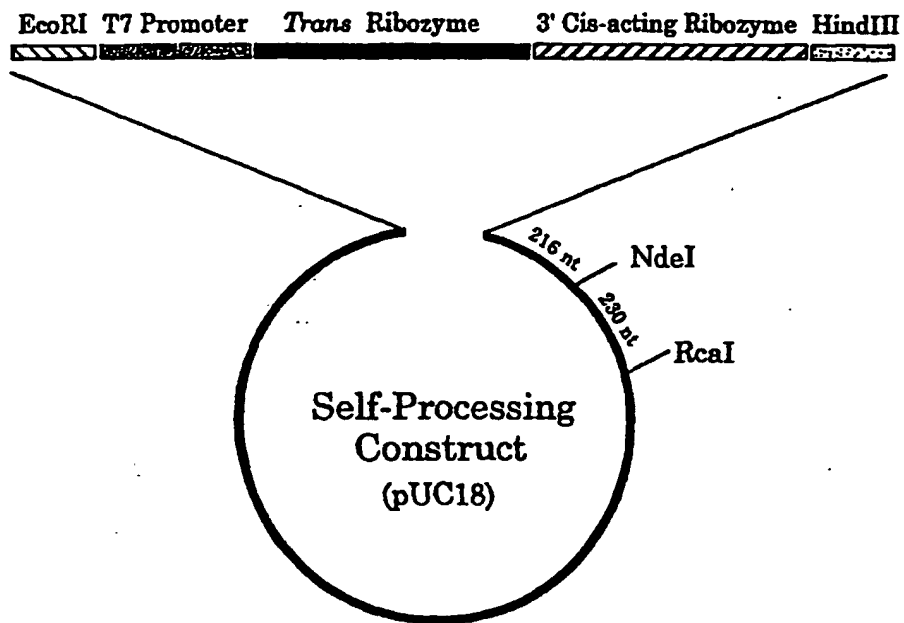 EcoRI T7 Promoter Trans Ribozyme 3' Cis-acting Ribozyme HindIII
216 nt
NdeI
230 nt
RcaI
Self-Processing
Construct
(pUC18)